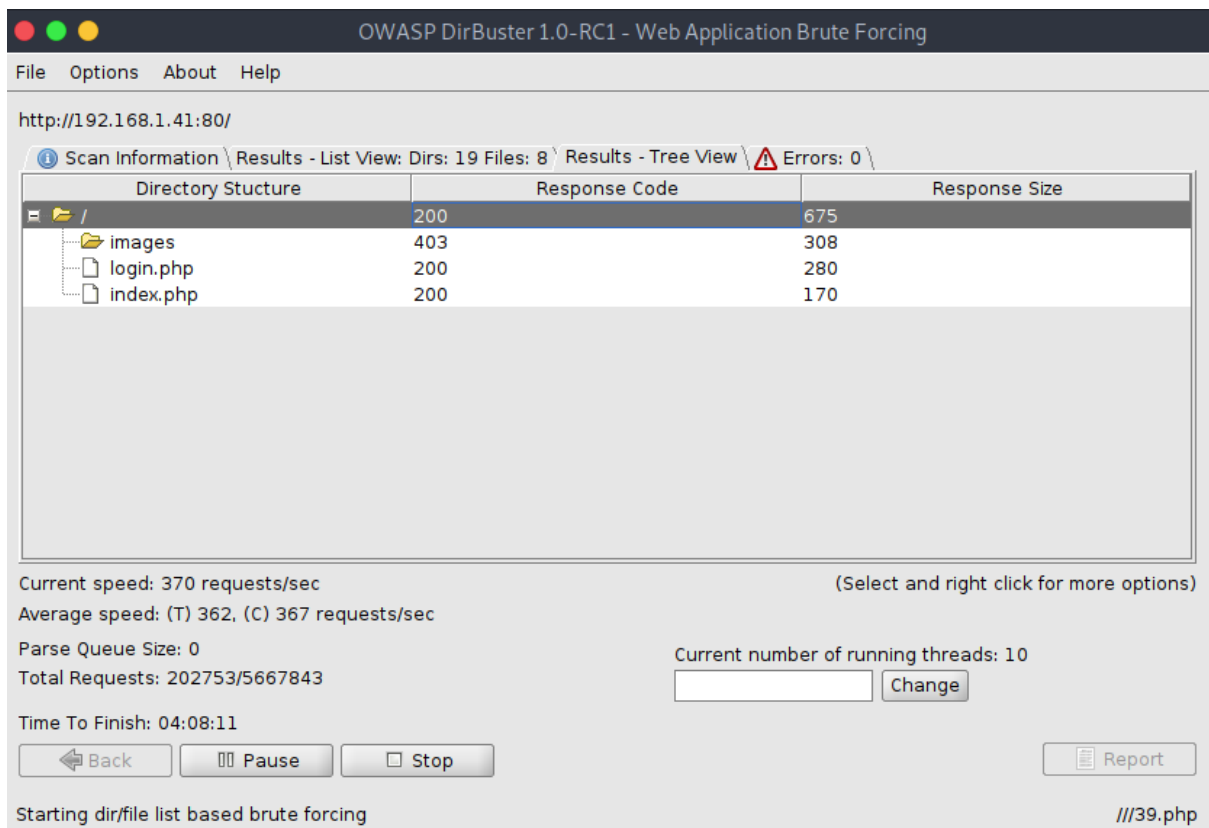 OWASP DirBuster 1.0-RC1 - Web Application Brute Forcing
File Options About Help
http://192.168.1.41:80/
Scan Information \ Results - List View: Dirs: 19 Files: 8 \ Results - Tree View \ Errors: 0 \
Directory Stucture Response Code Response Size
/ 200 675
images 403 308
login.php 200 280
index.php 200 170
Current speed: 370 requests/sec (Select and right click for more options)
Average speed: (T) 362, (C) 367 requests/sec
Parse Queue Size: 0
Current number of running threads: 10
Total Requests: 202753/5667843
Change
Time To Finish: 04:08:11
Back Pause Stop Report
Starting dir/file list based brute forcing ///39.php